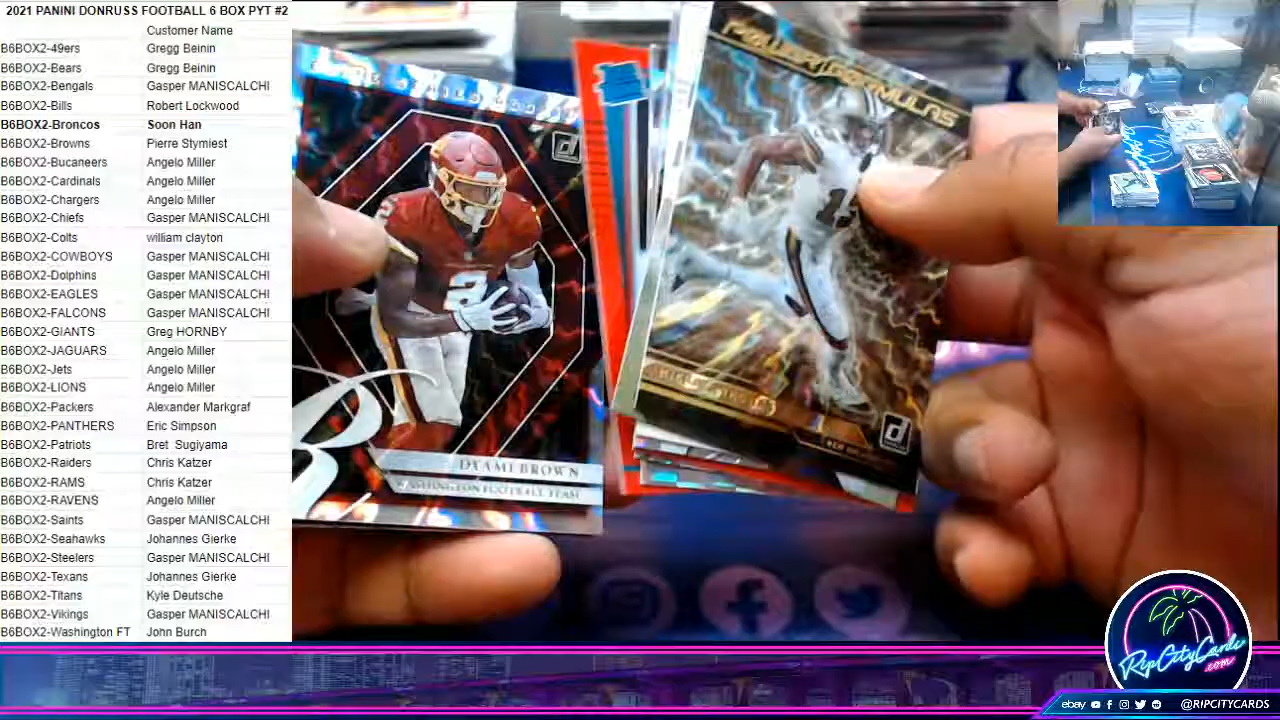 2021 PANINI DONRUSS FOOTBALL 6 BOX PYT #2
Customer Name
B6BOX2-49ers Gregg Beinin
B6BOX2-Bears Gregg Beinin
B6BOX2-Bengals Gasper MANISCALCHI
B6BOX2-Bills Robert Lockwood
B6BOX2-Broncos Soon Han
B6BOX2-Browns Pierre Stymiest
B6BOX2-Bucaneers Angelo Miller
B6BOX2-Cardinals Angelo Miller
B6BOX2-Chargers Angelo Miller
B6BOX2-Chiefs Gasper MANISCALCHI
B6BOX2-Colts william clayton
B6BOX2-COWBOYS Gasper MANISCALCHI
B6BOX2-Dolphins Gasper MANISCALCHI
B6BOX2-EAGLES Gasper MANISCALCHI
B6BOX2-FALCONS Gasper MANISCALCHI
B6BOX2-GIANTS Greg HORNBY
B6BOX2-JAGUARS Angelo Miller
B6BOX2-Jets Angelo Miller
B6BOX2-LIONS Angelo Miller
B6BOX2-Packers Alexander Markgraf
B6BOX2-PANTHERS Eric Simpson
B6BOX2-Patriots Bret Sugiyama
B6BOX2-Raiders Chris Katzer
B6BOX2-RAMS Chris Katzer
B6BOX2-RAVENS Angelo Miller
B6BOX2-Saints Gasper MANISCALCHI
B6BOX2-Seahawks Johannes Gierke
B6BOX2-Steelers Gasper MANISCALCHI
B6BOX2-Texans Johannes Gierke
B6BOX2-Titans Kyle Deutsche
B6BOX2-Vikings Gasper MANISCALCHI
B6BOX2-Washington FT John Burch
2
DYAMI BROWN
WASHINGTON FOOTBALL TEAM
POWER FORMULAS
RipCityCards
.com
ebay @RIPCITYCARDS